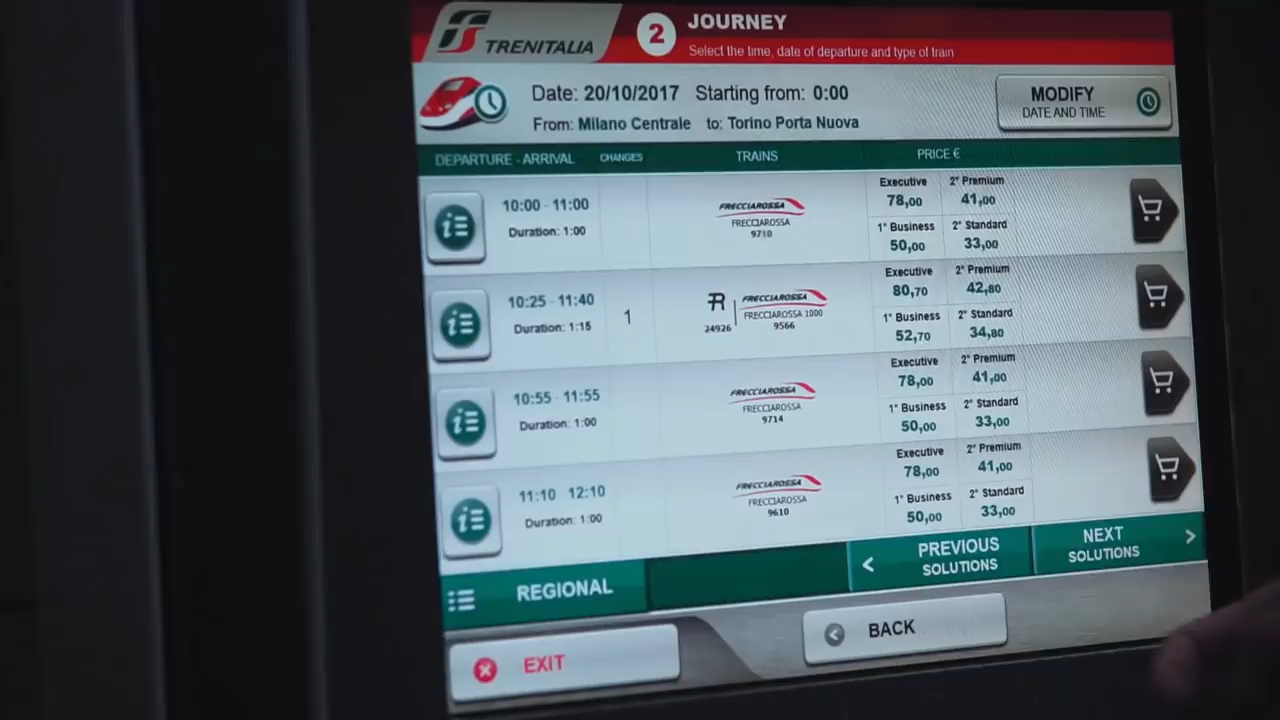 TRENITALIA
2 JOURNEY
Select the time, date of departure and type of train
Date: 20/10/2017 Starting from: 0:00
From: Milano Centrale to: Torino Porta Nuova
MODIFY
DATE AND TIME
DEPARTURE - ARRIVAL CHANGES TRAINS PRICE €
10:00 - 11:00
Duration: 1:00
FRECCIAROSSA
FRECCIAROSSA
9710
Executive 2° Premium
78,00 41,00
1° Business 2° Standard
50,00 33,00
10:25 - 11:40
Duration: 1:15
1
R
24926
FRECCIAROSSA
FRECCIAROSSA 1000
9566
Executive 2° Premium
80,70 42,80
1° Business 2° Standard
52,70 34,80
10:55 - 11:55
Duration: 1:00
FRECCIAROSSA
FRECCIAROSSA
9714
Executive 2° Premium
78,00 41,00
1° Business 2° Standard
50,00 33,00
11:10 - 12:10
Duration: 1:00
FRECCIAROSSA
FRECCIAROSSA
9610
Executive 2° Premium
78,00 41,00
1° Business 2° Standard
50,00 33,00
REGIONAL
< PREVIOUS
SOLUTIONS
NEXT >
SOLUTIONS
EXIT
BACK